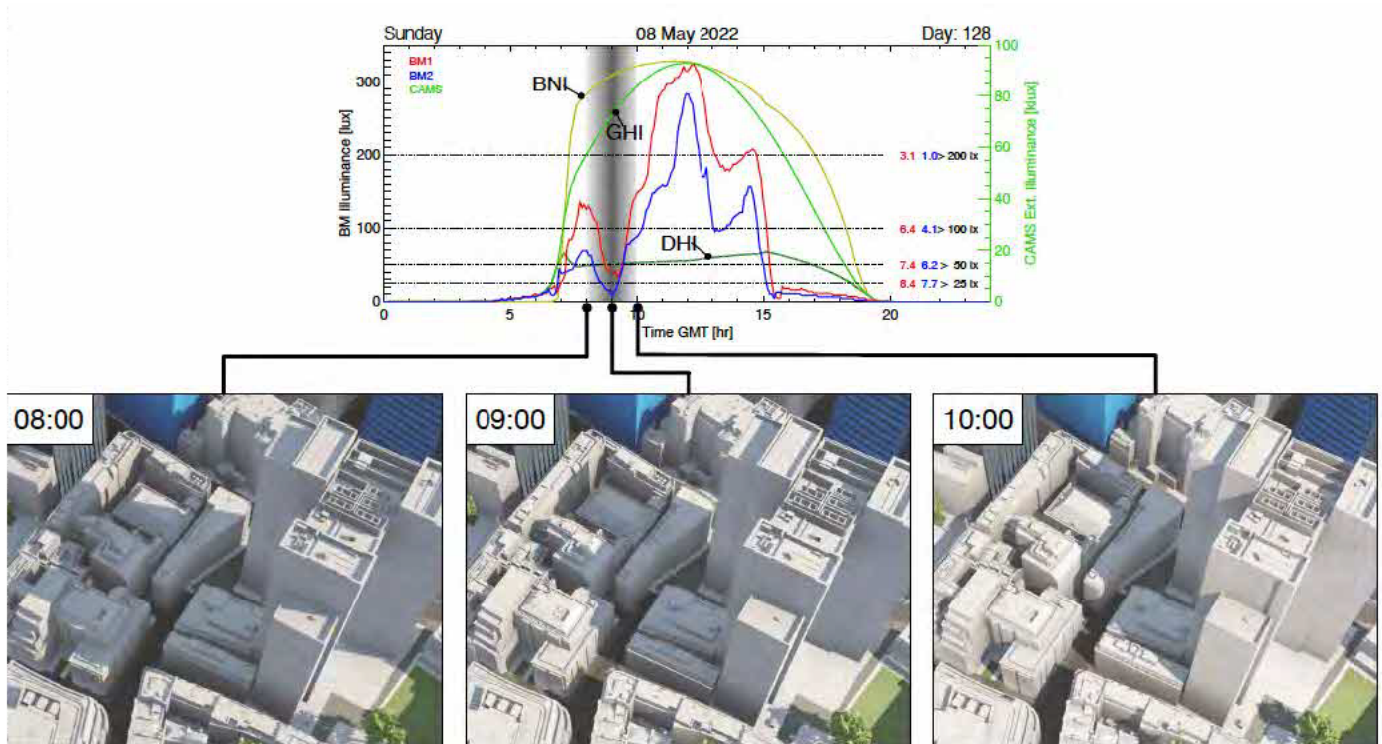 Sunday 08 May 2022 Day: 128
BM1
BM2
CAMS
BNI
GHI
DHI
BM Illuminance [lux]
300
200
100
50
0
CAMS Ext. Illuminance [klux]
100
80
60
40
20
0
3.1 1.0> 200 lx
6.4 4.1> 100 lx
7.4 6.2> 50 lx
8.4 7.7> 25 lx
0 5 10 15 20
Time GMT [hr]
08:00
09:00
10:00